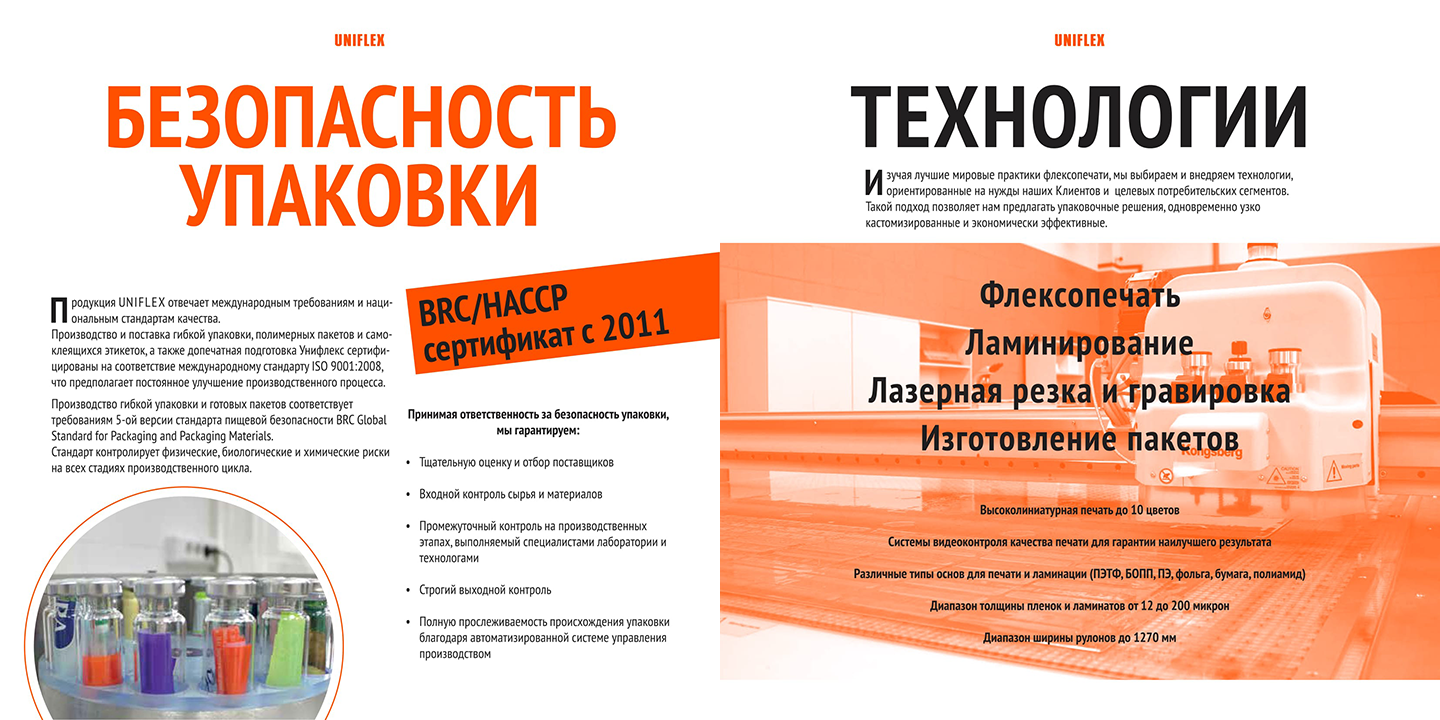 UNIFLEX
БЕЗОПАСНОСТЬ
УПАКОВКИ
Продукция UNIFLEX отвечает международным требованиям и наци-
ональным стандартам качества.
Производство и поставка гибкой упаковки, полимерных пакетов и само-
клеящихся этикеток, а также допечатная подготовка Унифлекс сертифи-
цированы на соответствие международному стандарту ISO 9001:2008,
что предполагает постоянное улучшение производственного процесса.
Производство гибкой упаковки и готовых пакетов соответствует
требованиям 5-ой версии стандарта пищевой безопасности BRC Global
Standard for Packaging and Packaging Materials.
Стандарт контролирует физические, биологические и химические риски
на всех стадиях производственного цикла.
BRC/HACCP
сертификат с 2011
Принимая ответственность за безопасность упаковки,
мы гарантируем:
• Тщательную оценку и отбор поставщиков
• Входной контроль сырья и материалов
• Промежуточный контроль на производственных
этапах, выполняемый специалистами лаборатории и
технологами
• Строгий выходной контроль
• Полную прослеживаемость происхождения упаковки
благодаря автоматизированной системе управления
производством
UNIFLEX
ТЕХНОЛОГИИ
Изучая лучшие мировые практики флексопечати, мы выбираем и внедряем технологии,
ориентированные на нужды наших Клиентов и целевых потребительских сегментов.
Такой подход позволяет нам предлагать упаковочные решения, одновременно узко
кастомизированные и экономически эффективные.
Флексопечать
Ламинирование
Лазерная резка и гравировка
Изготовление пакетов
Kongsberg
Высоколиниатурная печать до 10 цветов
Системы видеоконтроля качества печати для гарантии наилучшего результата
Различные типы основ для печати и ламинации (ПЭТФ, БОПП, ПЭ, фольга, бумага, полиамид)
Диапазон толщины пленок и ламинатов от 12 до 200 микрон
Диапазон ширины рулонов до 1270 мм